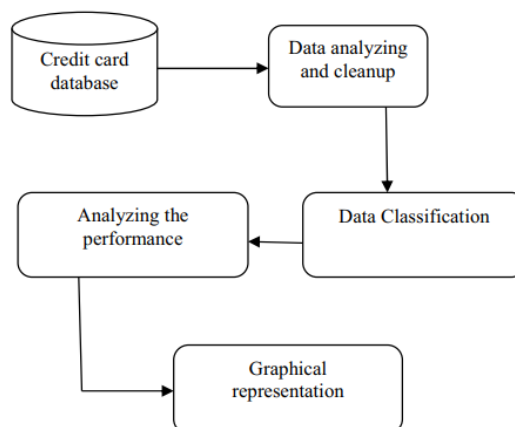 Credit card
database
Data analyzing
and cleanup
Data Classification
Analyzing the
performance
Graphical
representation